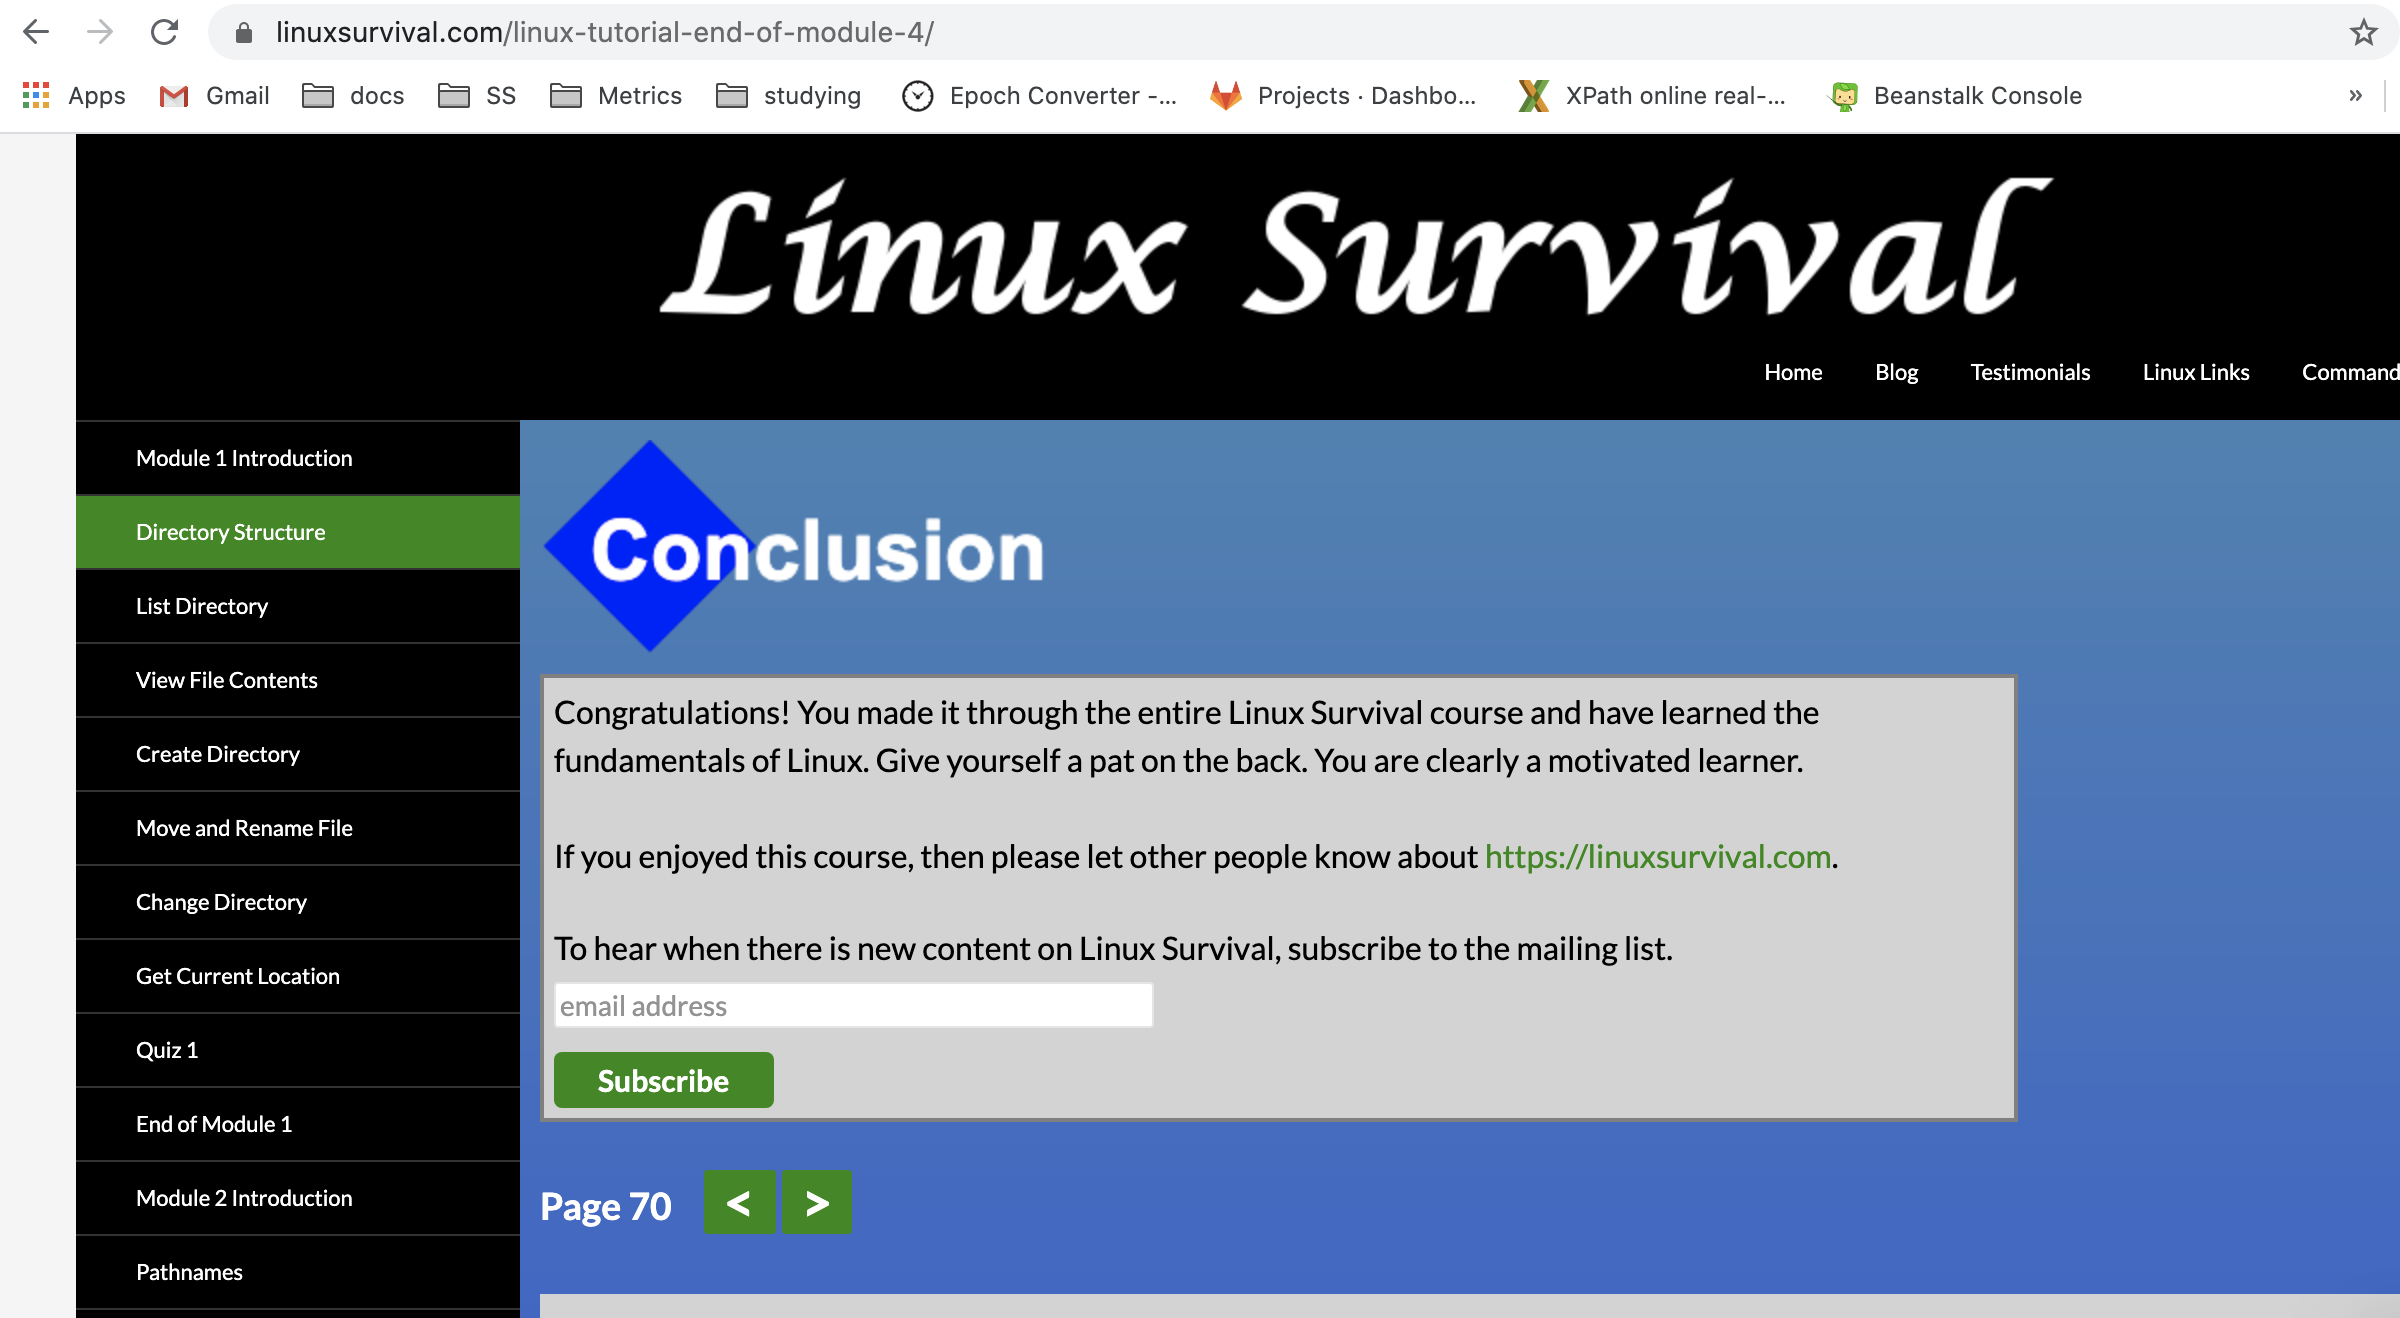 linuxsurvival.com/linux-tutorial-end-of-module-4/
Apps Gmail docs SS Metrics studying Epoch Converter -... Projects · Dashbo... XPath online real-... Beanstalk Console »
Linux Survival
Home Blog Testimonials Linux Links Command
Module 1 Introduction
Directory Structure
List Directory
View File Contents
Create Directory
Move and Rename File
Change Directory
Get Current Location
Quiz 1
End of Module 1
Module 2 Introduction
Pathnames
Conclusion
Congratulations! You made it through the entire Linux Survival course and have learned the
fundamentals of Linux. Give yourself a pat on the back. You are clearly a motivated learner.
If you enjoyed this course, then please let other people know about https://linuxsurvival.com.
To hear when there is new content on Linux Survival, subscribe to the mailing list.
email address
Subscribe
Page 70 < >